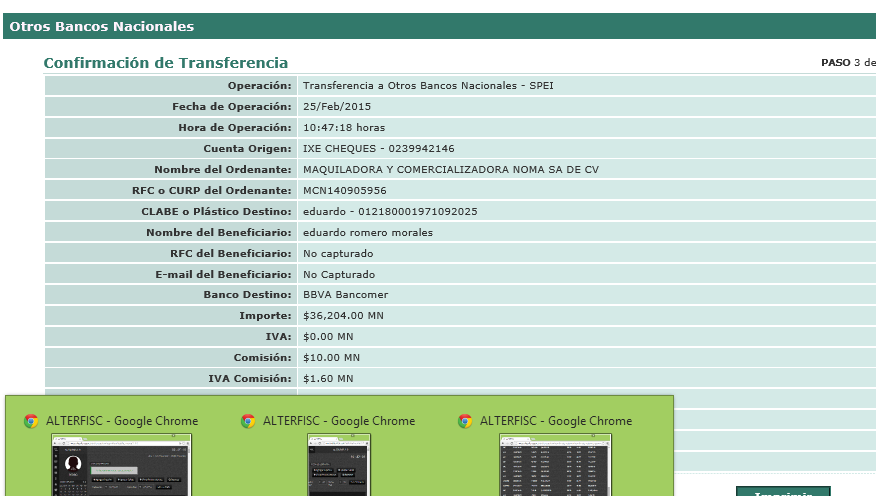 Otros Bancos Nacionales
Confirmación de Transferencia
PASO 3 de
Operación: Transferencia a Otros Bancos Nacionales - SPEI
Fecha de Operación: 25/Feb/2015
Hora de Operación: 10:47:18 horas
Cuenta Origen: IXE CHEQUES - 0239942146
Nombre del Ordenante: MAQUILADORA Y COMERCIALIZADORA NOMA SA DE CV
RFC o CURP del Ordenante: MCN140905956
CLABE o Plástico Destino: eduardo - 012180001971092025
Nombre del Beneficiario: eduardo romero morales
RFC del Beneficiario: No capturado
E-mail del Beneficiario: No Capturado
Banco Destino: BBVA Bancomer
Importe: $36,204.00 MN
IVA: $0.00 MN
Comisión: $10.00 MN
IVA Comisión: $1.60 MN
ALTERFISC - Google Chrome ALTERFISC - Google Chrome ALTERFISC - Google Chrome
Imprimir